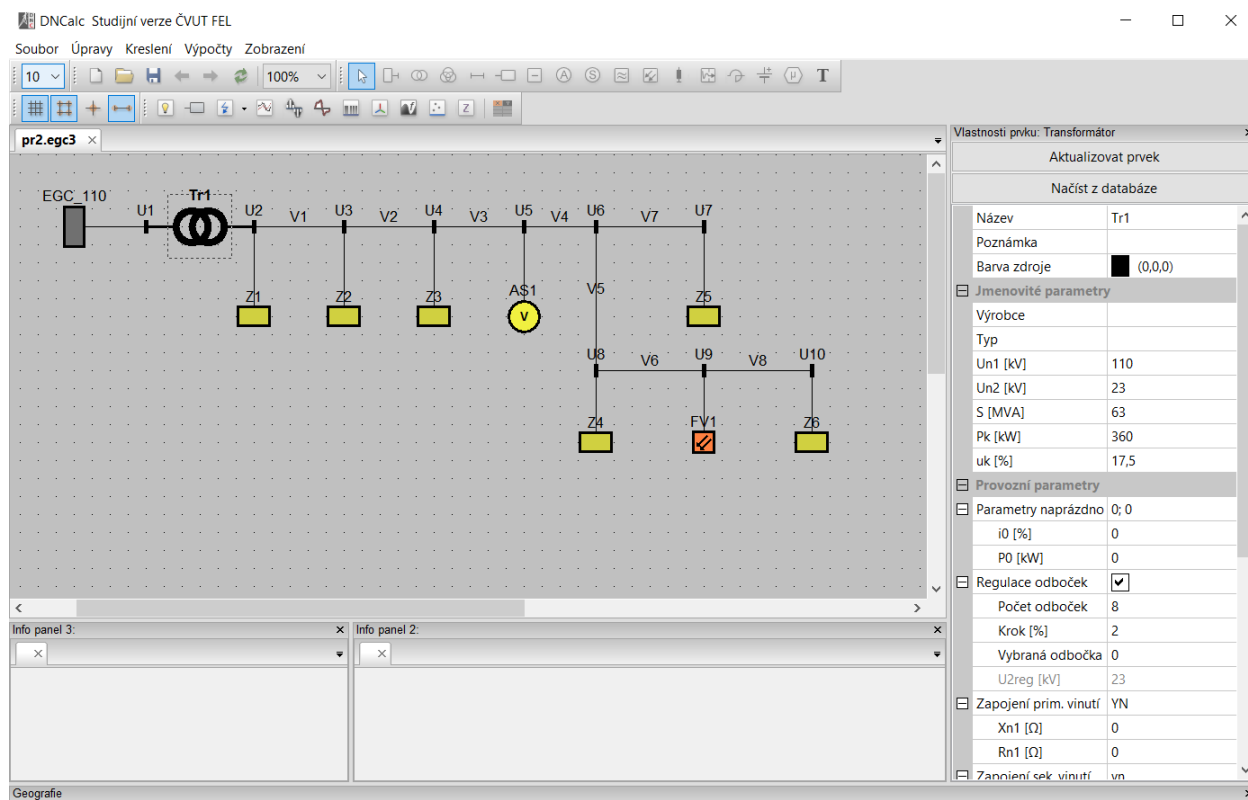 DNCalc Studijní verze ČVUT FEL
Soubor Úpravy Kreslení Výpočty Zobrazení
10 100% T
Z
pr2.egc3
EGC_110 Tr1
U1 U2 V1 U3 V2 U4 V3 U5 V4 U6 V7 U7
Z1 Z2 Z3 AS1 V5 Z5
V
U8 V6 U9 V8 U10
Z4 FV1 Z6
Info panel 3: Info panel 2:
Geografie
Vlastnosti prvku: Transformátor
Aktualizovat prvek
Načíst z databáze
Název Tr1
Poznámka
Barva zdroje (0,0,0)
Jmenovité parametry
Výrobce
Typ
Un1 [kV] 110
Un2 [kV] 23
S [MVA] 63
Pk [kW] 360
uk [%] 17,5
Provozní parametry
Parametry naprázdno 0; 0
i0 [%] 0
P0 [kW] 0
Regulace odboček
Počet odboček 8
Krok [%] 2
Vybraná odbočka 0
U2reg [kV] 23
Zapojení prim. vinutí YN
Xn1 [Ω] 0
Rn1 [Ω] 0
Zapojení sek. vinutí yn